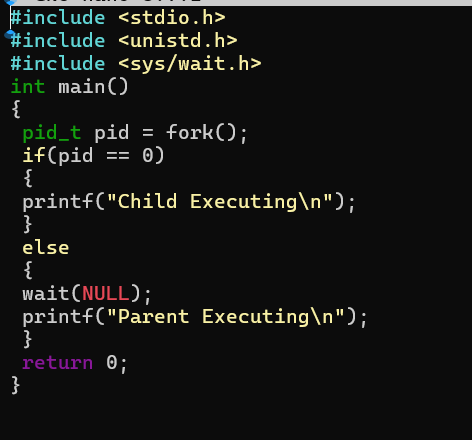 #include <stdio.h>
#include <unistd.h>
#include <sys/wait.h>
int main()
{
 pid_t pid = fork();
 if(pid == 0)
 {
 printf("Child Executing\n");
 }
 else
 {
 wait(NULL);
 printf("Parent Executing\n");
 }
 return 0;
}